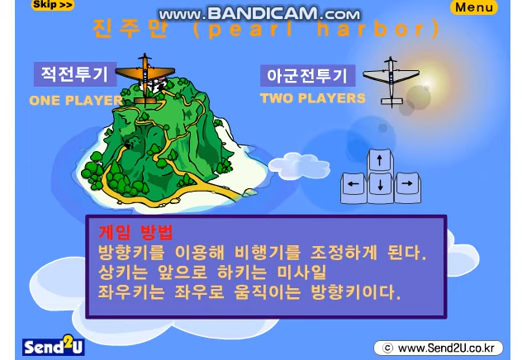 Skip >>
www.BANDICAM.com
Menu
진주만 (pearl harbor)
적전투기
아군전투기
ONE PLAYER
TWO PLAYERS
게임 방법
방향키를 이용해 비행기를 조정하게 된다.
상키는 앞으로 하키는 미사일
좌우키는 좌우로 움직이는 방향키이다.
Send2U
ⓒ www.Send2U.co.kr